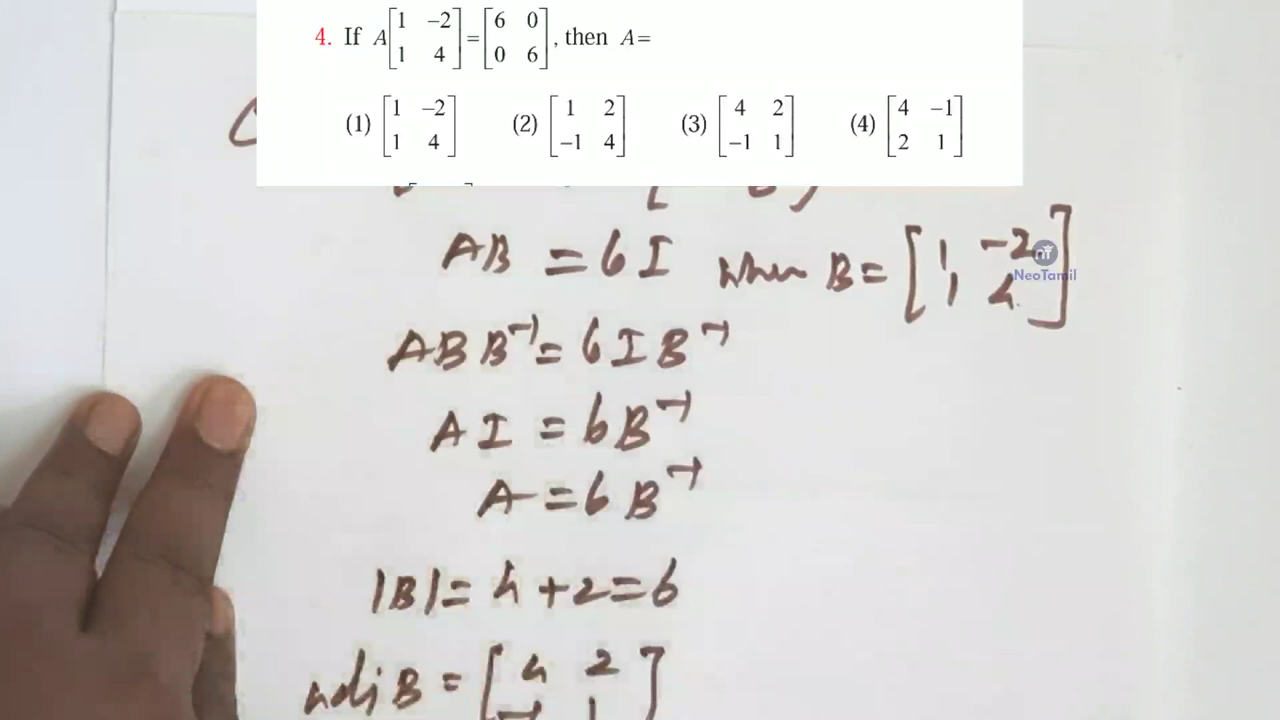 4. If A [1 −2; 1 4] = [6 0; 0 6], then A=
(1) [1 −2; 1 4] (2) [1 2; −1 4] (3) [4 2; −1 1] (4) [4 −1; 2 1]
AB = 6I when B = [1 −2; 1 4]
NeoTamil
ABB⁻¹ = 6IB⁻¹
AI = 6B⁻¹
A = 6B⁻¹
|B| = 4+2=6
adj B = [4 2; −1 1]